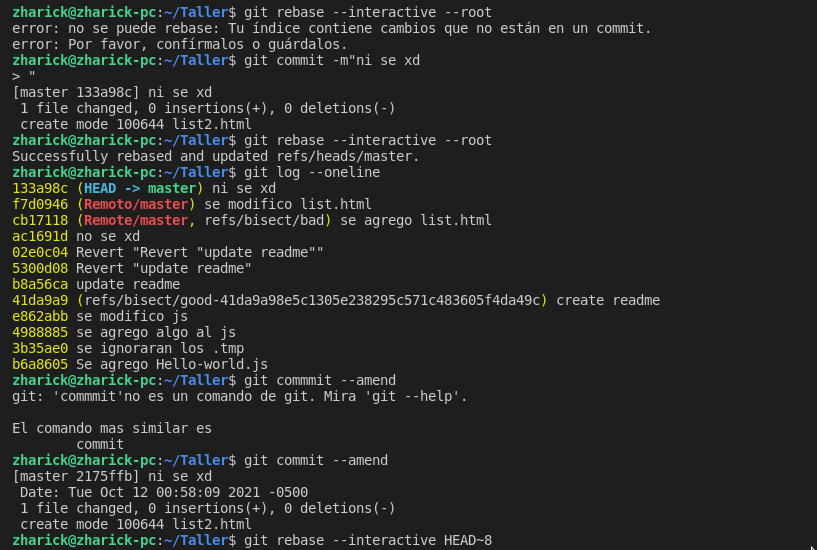 zharick@zharick-pc:~/Taller$ git rebase --interactive --root
error: no se puede rebase: Tu índice contiene cambios que no están en un commit.
error: Por favor, confírmalos o guárdalos.
zharick@zharick-pc:~/Taller$ git commit -m"ni se xd
> "
[master 133a98c] ni se xd
 1 file changed, 0 insertions(+), 0 deletions(-)
 create mode 100644 list2.html
zharick@zharick-pc:~/Taller$ git rebase --interactive --root
Successfully rebased and updated refs/heads/master.
zharick@zharick-pc:~/Taller$ git log --oneline
133a98c (HEAD -> master) ni se xd
f7d0946 (Remoto/master) se modifico list.html
cb17118 (Remote/master, refs/bisect/bad) se agrego list.html
ac1691d no se xd
02e0c04 Revert "Revert "update readme""
5300d08 Revert "update readme"
b8a56ca update readme
41da9a9 (refs/bisect/good-41da9a98e5c1305e238295c571c483605f4da49c) create readme
e862abb se modifico js
4988885 se agrego algo al js
3b35ae0 se ignoraran los .tmp
b6a8605 Se agrego Hello-world.js
zharick@zharick-pc:~/Taller$ git commmit --amend
git: 'commmit'no es un comando de git. Mira 'git --help'.

El comando mas similar es
        commit
zharick@zharick-pc:~/Taller$ git commit --amend
[master 2175ffb] ni se xd
 Date: Tue Oct 12 00:58:09 2021 -0500
 1 file changed, 0 insertions(+), 0 deletions(-)
 create mode 100644 list2.html
zharick@zharick-pc:~/Taller$ git rebase --interactive HEAD~8